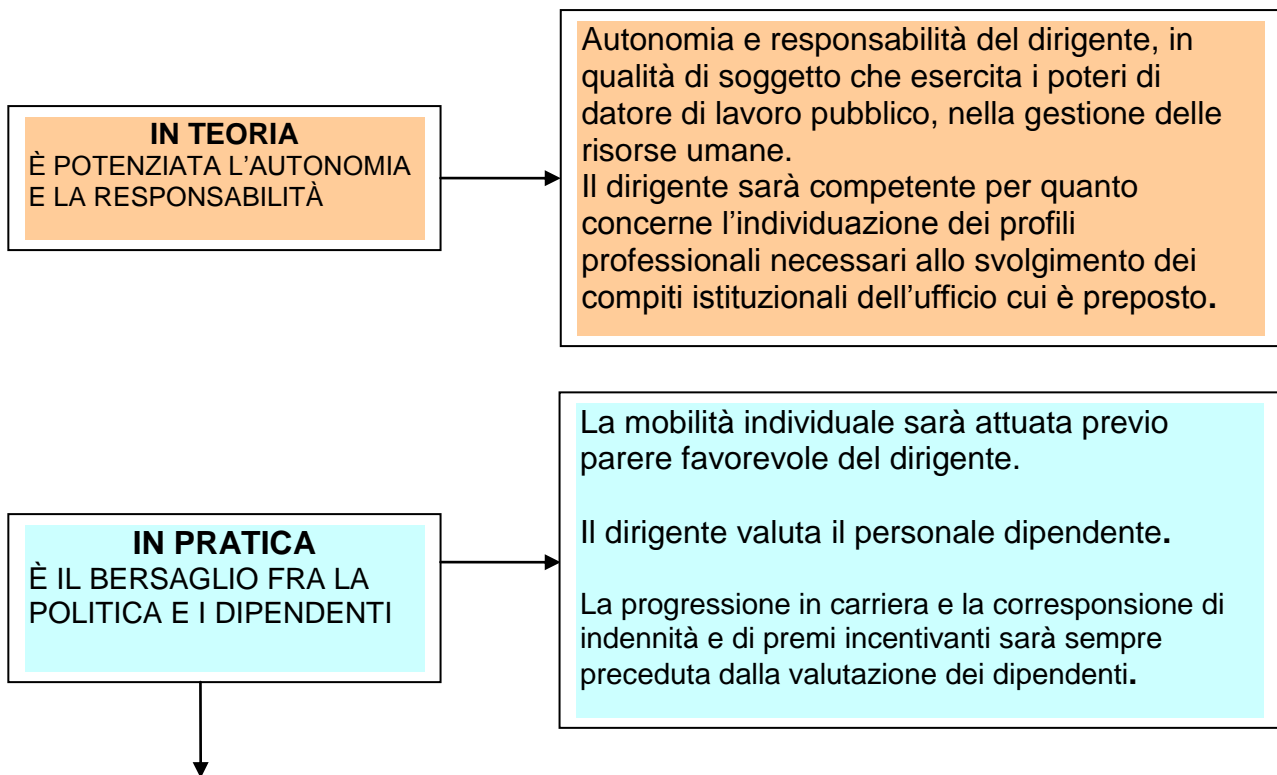 IN TEORIA
È POTENZIATA L’AUTONOMIA
E LA RESPONSABILITÀ
Autonomia e responsabilità del dirigente, in
qualità di soggetto che esercita i poteri di
datore di lavoro pubblico, nella gestione delle
risorse umane.
Il dirigente sarà competente per quanto
concerne l’individuazione dei profili
professionali necessari allo svolgimento dei
compiti istituzionali dell’ufficio cui è preposto.
IN PRATICA
È IL BERSAGLIO FRA LA
POLITICA E I DIPENDENTI
La mobilità individuale sarà attuata previo
parere favorevole del dirigente.
Il dirigente valuta il personale dipendente.
La progressione in carriera e la corresponsione di
indennità e di premi incentivanti sarà sempre
preceduta dalla valutazione dei dipendenti.